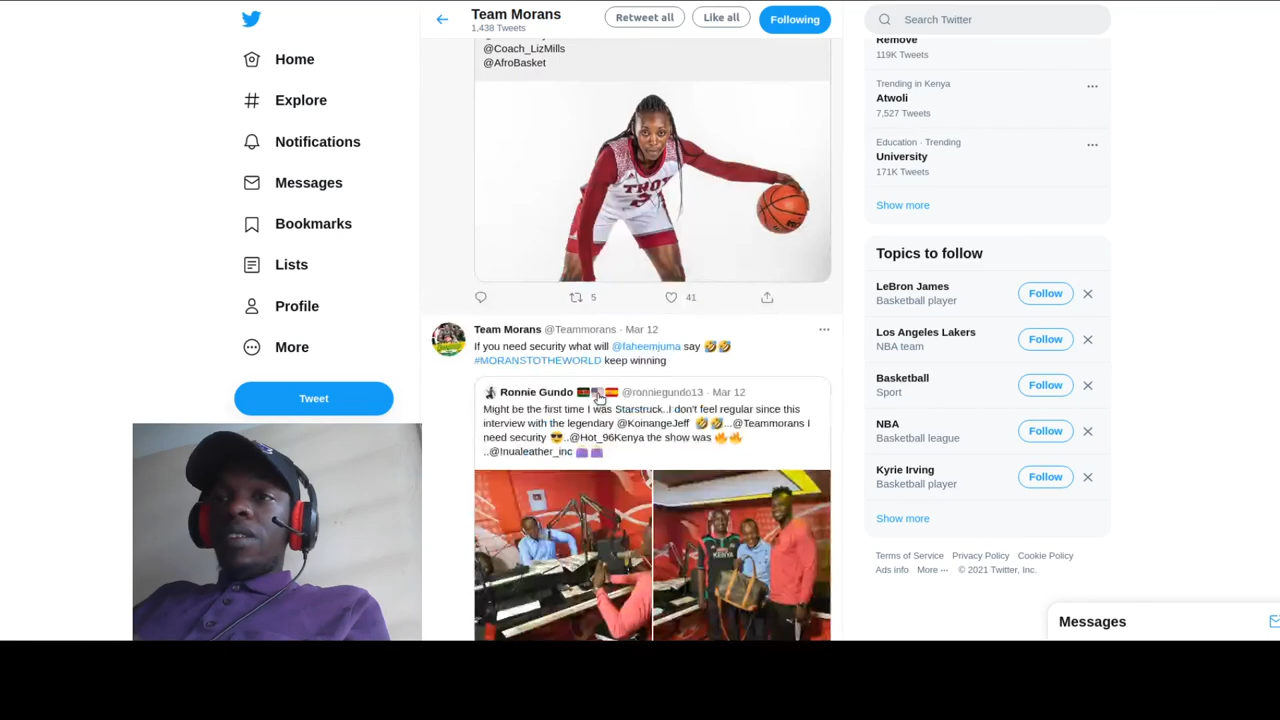 Home
Explore
Notifications
Messages
Bookmarks
Lists
Profile
More
Tweet
Team Morans
1,438 Tweets
Retweet all
Like all
Following
@Coach_LizMills
@AfroBasket
TROY
2
5
41
Team Morans @Teammorans · Mar 12
If you need security what will @faheemjuma say 🤣🤣
#MORANSTOTHEWORLD keep winning
Ronnie Gundo 🇰🇪🇺🇸🇪🇸 @ronniegundo13 · Mar 12
Might be the first time I was Starstruck..i don't feel regular since this
interview with the legendary @KoinangeJeff 🤣🤣...@Teammorans I
need security 😎..@Hot_96Kenya the show was 🔥🔥
..@!nualeather_inc 👜👜
KENYA
Search Twitter
Remove
119K Tweets
Trending in Kenya
Atwoli
7,527 Tweets
Education · Trending
University
171K Tweets
Show more
Topics to follow
LeBron James
Basketball player
Follow
Los Angeles Lakers
NBA team
Follow
Basketball
Sport
Follow
NBA
Basketball league
Follow
Kyrie Irving
Basketball player
Follow
Show more
Terms of Service Privacy Policy Cookie Policy
Ads info More ··· © 2021 Twitter, Inc.
Messages